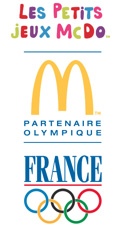 LES PETITS
JEUX MCDO
PARTENAIRE
OLYMPIQUE
FRANCE